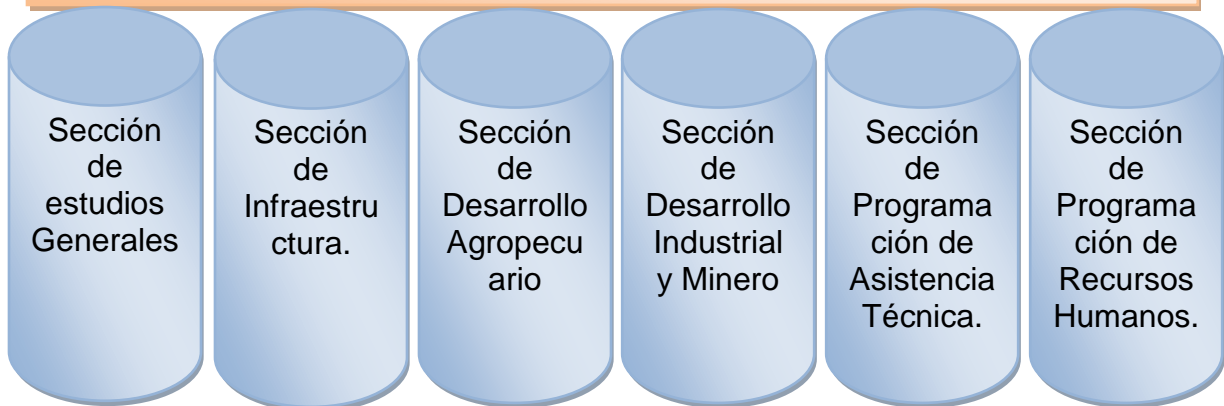 Sección
de
estudios
Generales
Sección
de
Infraestru
ctura.
Sección
de
Desarrollo
Agropecu
ario
Sección
de
Desarrollo
Industrial
y Minero
Sección
de
Programa
ción de
Asistencia
Técnica.
Sección
de
Programa
ción de
Recursos
Humanos.